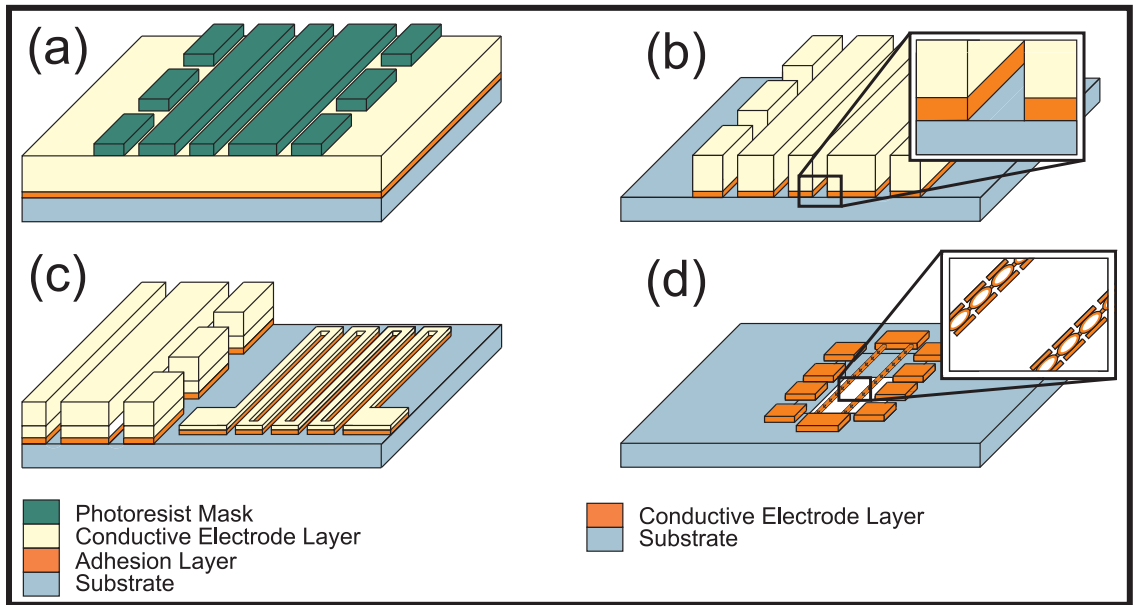 (a)
(b)
(c)
(d)
Photoresist Mask
Conductive Electrode Layer
Adhesion Layer
Substrate
Conductive Electrode Layer
Substrate